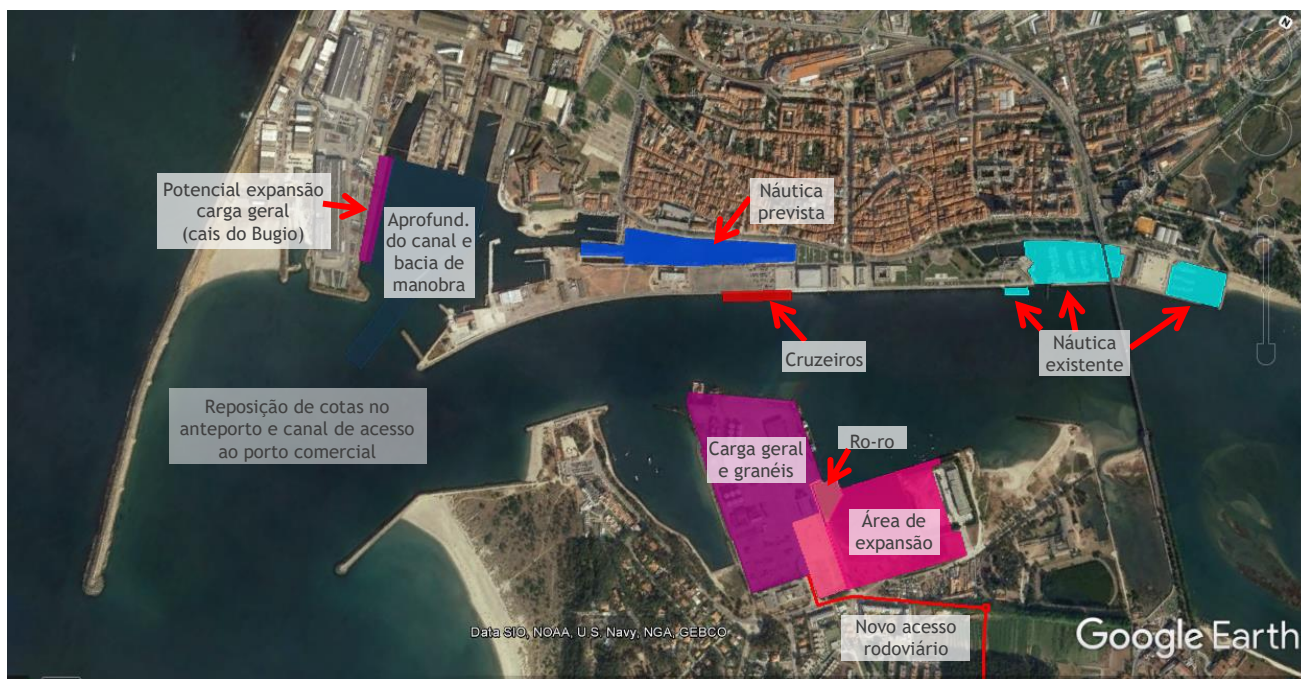 N
Potencial expansão
carga geral
(cais do Bugio)
Aprofund.
do canal e
bacia de
manobra
Náutica
prevista
Cruzeiros
Náutica
existente
Reposição de cotas no
anteporto e canal de acesso
ao porto comercial
Carga geral
e granéis
Ro-ro
Área de
expansão
Novo acesso
rodoviário
Data SIO, NOAA, U S. Navy, NGA, GEBCO
Google Earth